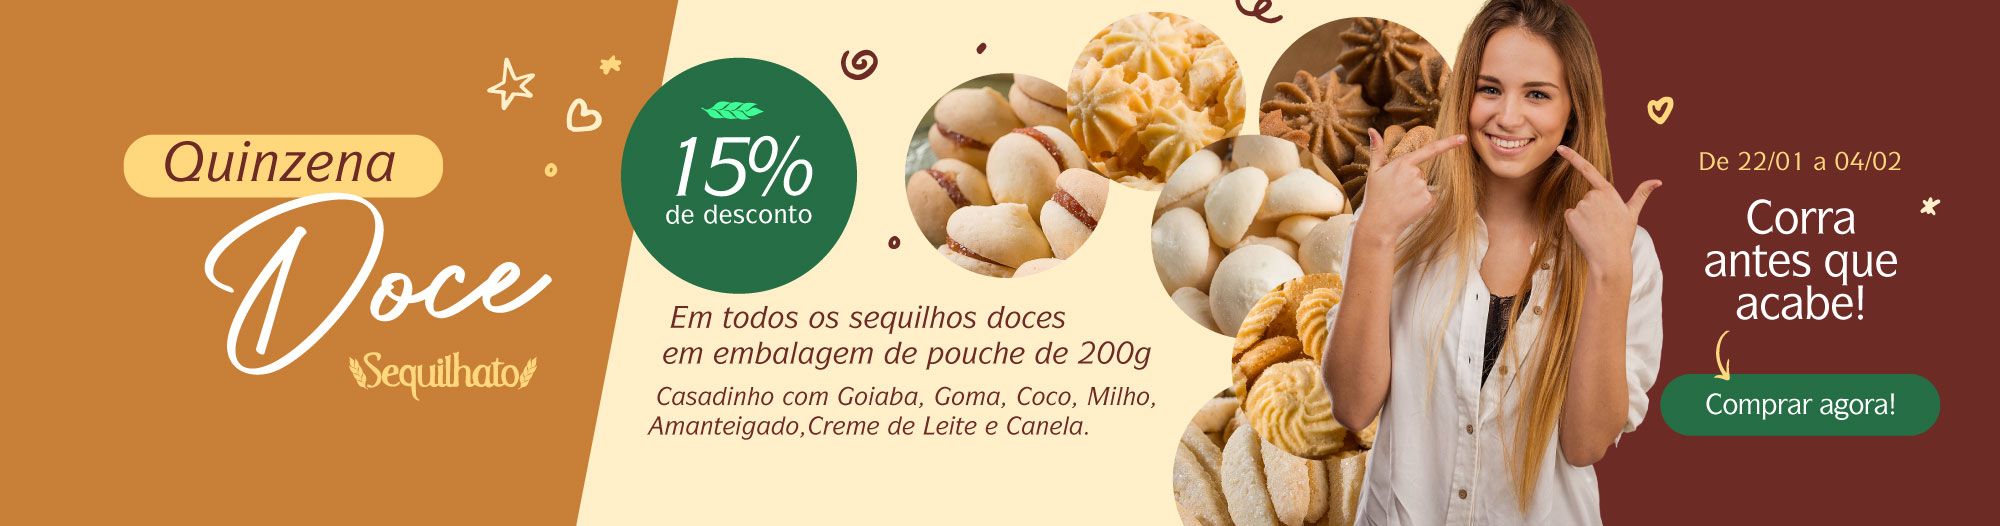 Quinzena
Doce
Sequilhato
15%
de desconto
Em todos os sequilhos doces
em embalagem de pouche de 200g
Casadinho com Goiaba, Goma, Coco, Milho,
Amanteigado,Creme de Leite e Canela.
De 22/01 a 04/02
Corra
antes que
acabe!
Comprar agora!